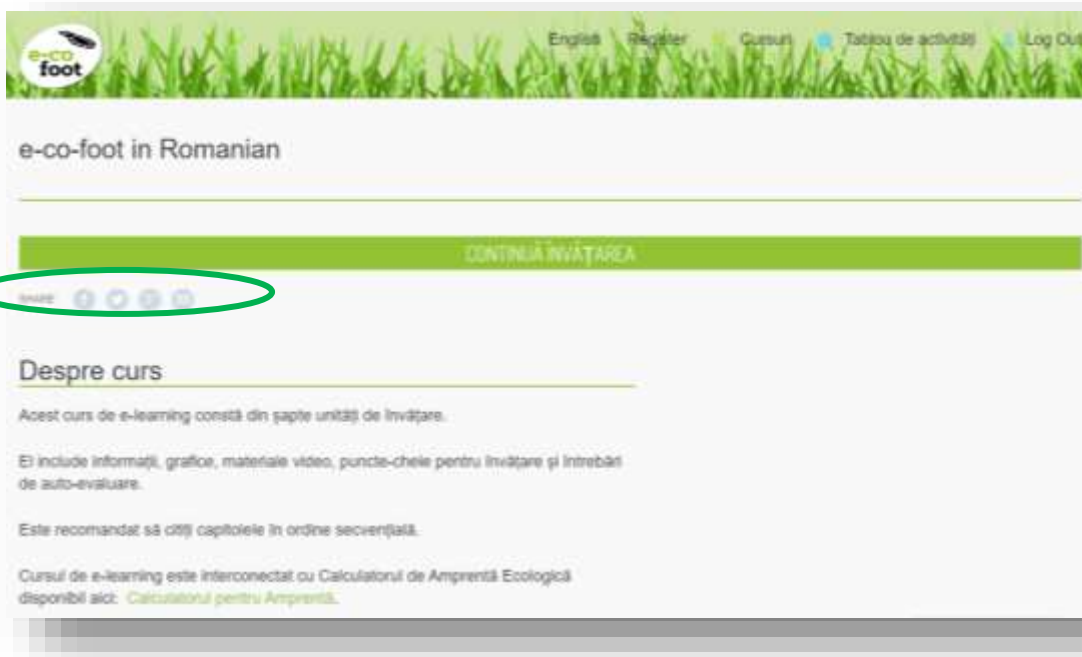 e-co
foot
English Register Cursuri Tablou de activități Log Out
e-co-foot in Romanian
CONTINUĂ ÎNVĂȚAREA
SHARE
Despre curs
Acest curs de e-learning constă din șapte unități de învățare.
El include informații, grafice, materiale video, puncte-cheie pentru învățare și întrebări
de auto-evaluare.
Este recomandat să citiți capitolele în ordine secvențială.
Cursul de e-learning este interconectat cu Calculatorul de Amprentă Ecologică
disponibil aici: Calculatorul pentru Amprentă.